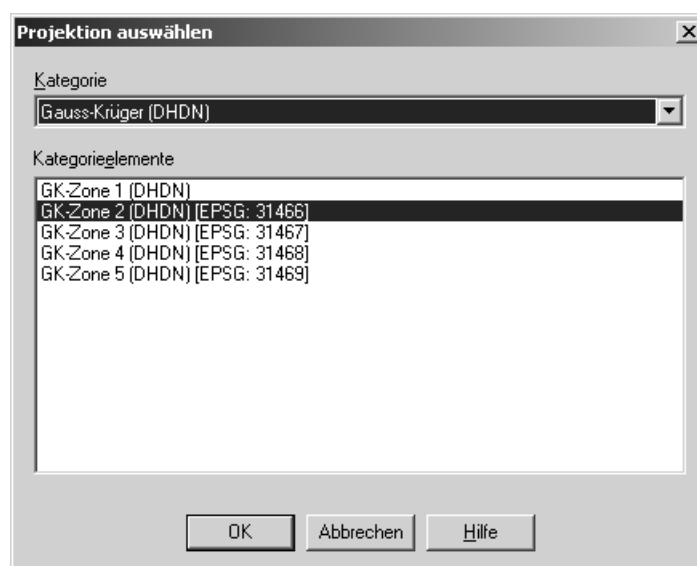 Projektion auswählen
Kategorie
Gauss-Krüger (DHDN)
Kategorieelemente
GK-Zone 1 (DHDN)
GK-Zone 2 (DHDN) [EPSG: 31466]
GK-Zone 3 (DHDN) [EPSG: 31467]
GK-Zone 4 (DHDN) [EPSG: 31468]
GK-Zone 5 (DHDN) [EPSG: 31469]
OK Abbrechen Hilfe